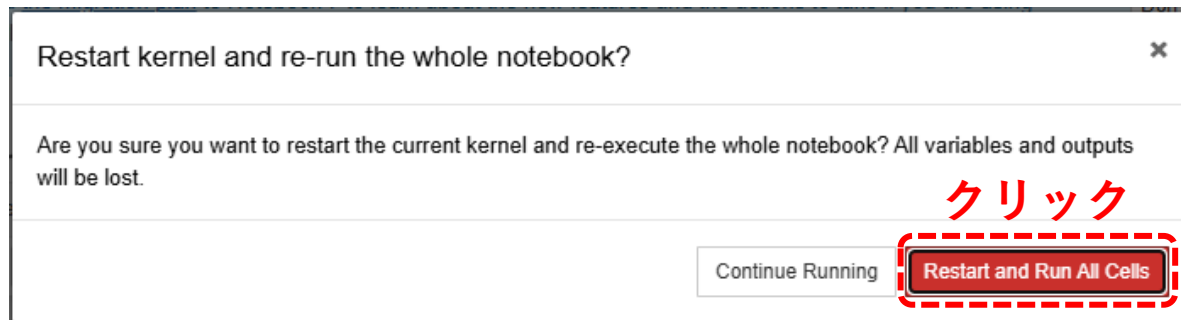 Restart kernel and re-run the whole notebook?
Are you sure you want to restart the current kernel and re-execute the whole notebook? All variables and outputs
will be lost.
クリック
Continue Running
Restart and Run All Cells